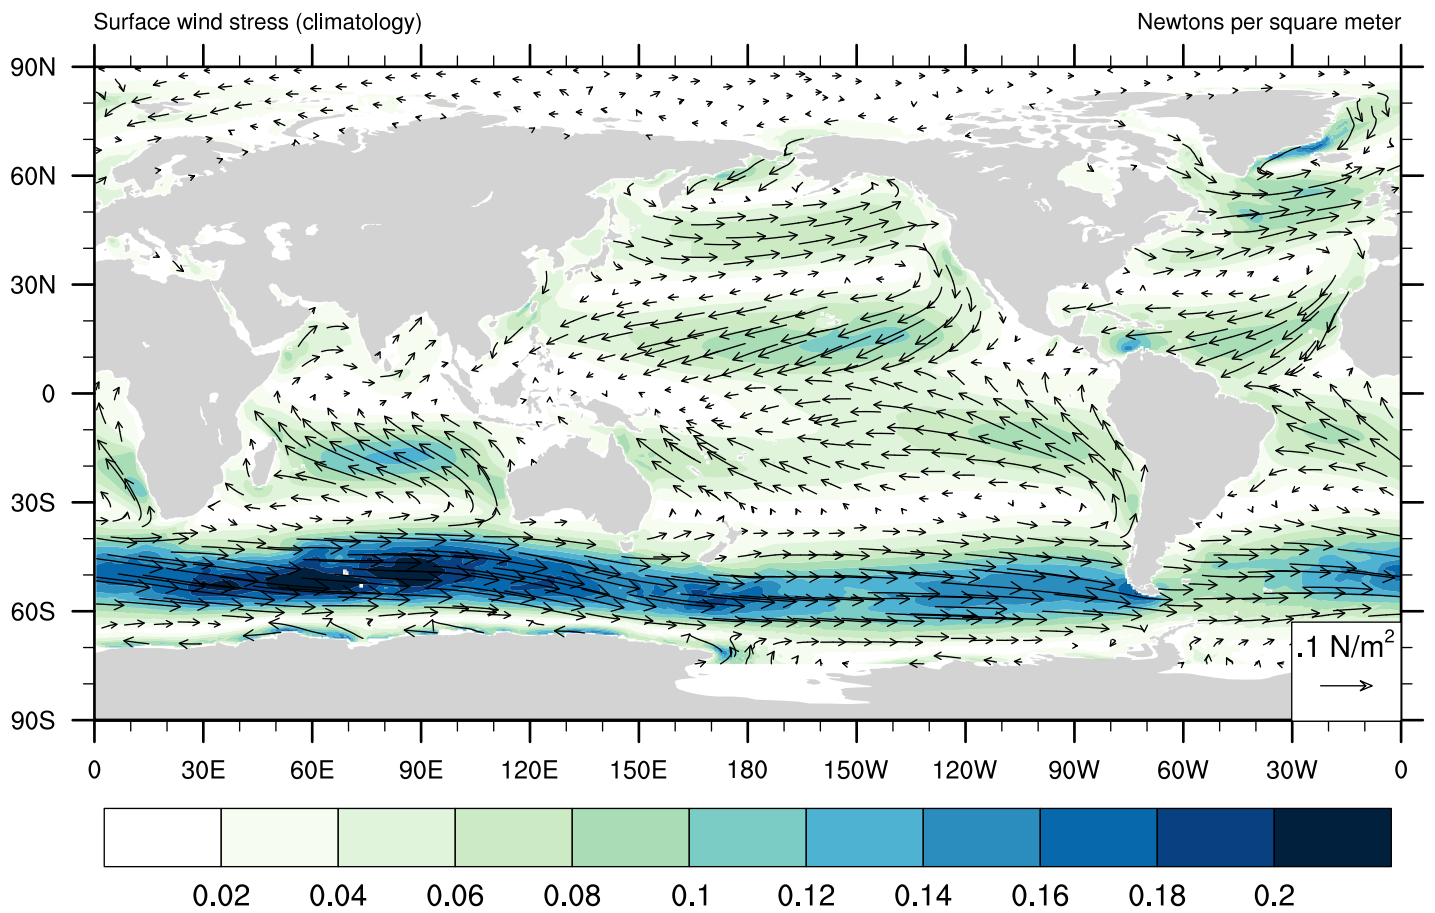 Surface wind stress (climatology) Newtons per square meter
90N
60N
30N
0
30S
60S
90S
.1 N/m²
0 30E 60E 90E 120E 150E 180 150W 120W 90W 60W 30W 0
0.02 0.04 0.06 0.08 0.1 0.12 0.14 0.16 0.18 0.2